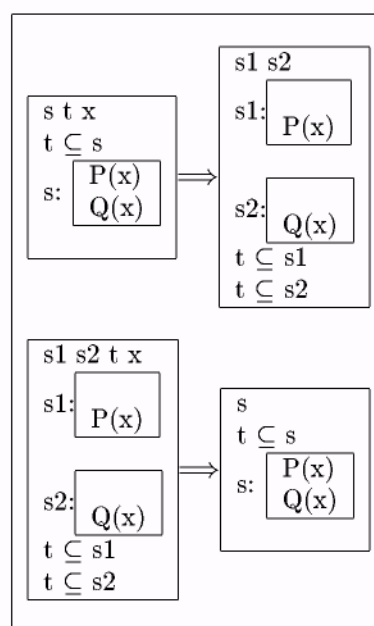 s t x
t ⊆ s
s: P(x)
Q(x)
⟹
s1 s2
s1:
P(x)
s2:
Q(x)
t ⊆ s1
t ⊆ s2
s1 s2 t x
s1:
P(x)
s2:
Q(x)
t ⊆ s1
t ⊆ s2
⟹
s
t ⊆ s
s: P(x)
Q(x)